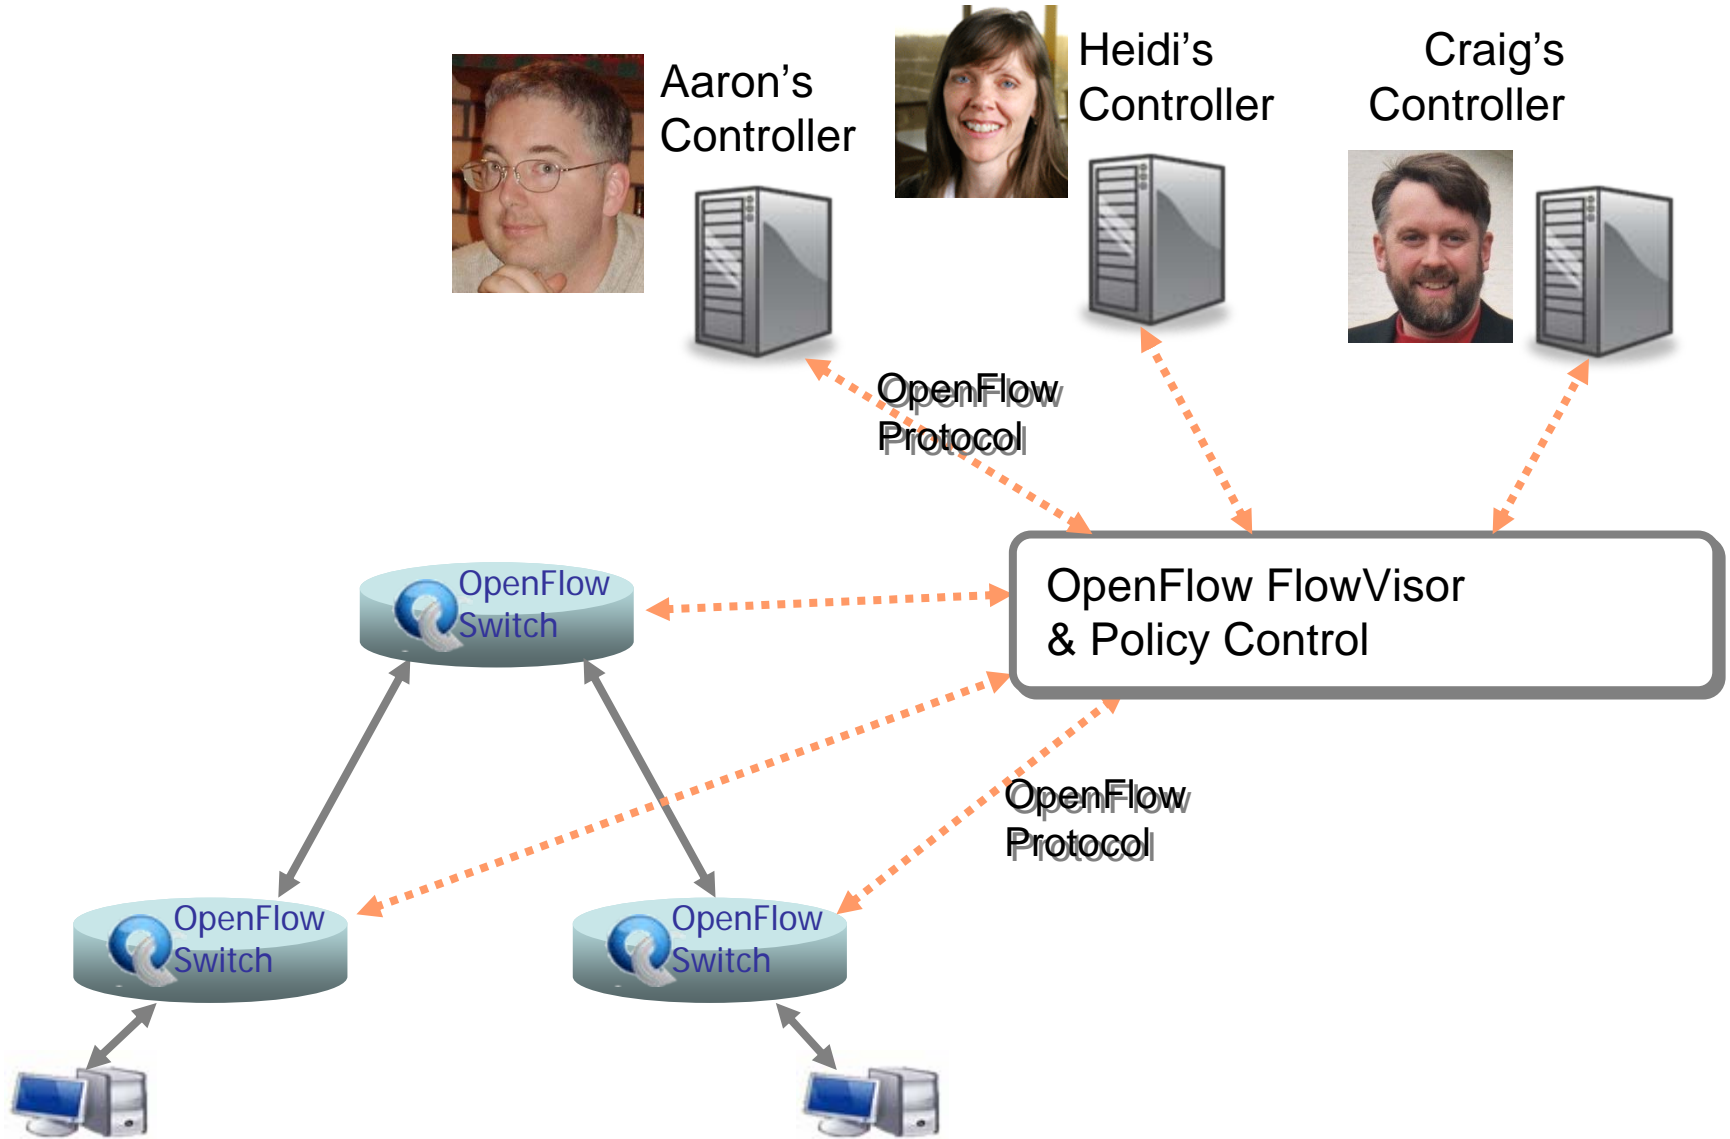 Aaron's
Controller
Heidi's
Controller
Craig's
Controller
OpenFlow
Protocol
OpenFlow
Switch
OpenFlow FlowVisor
& Policy Control
OpenFlow
Protocol
OpenFlow
Switch
OpenFlow
Switch